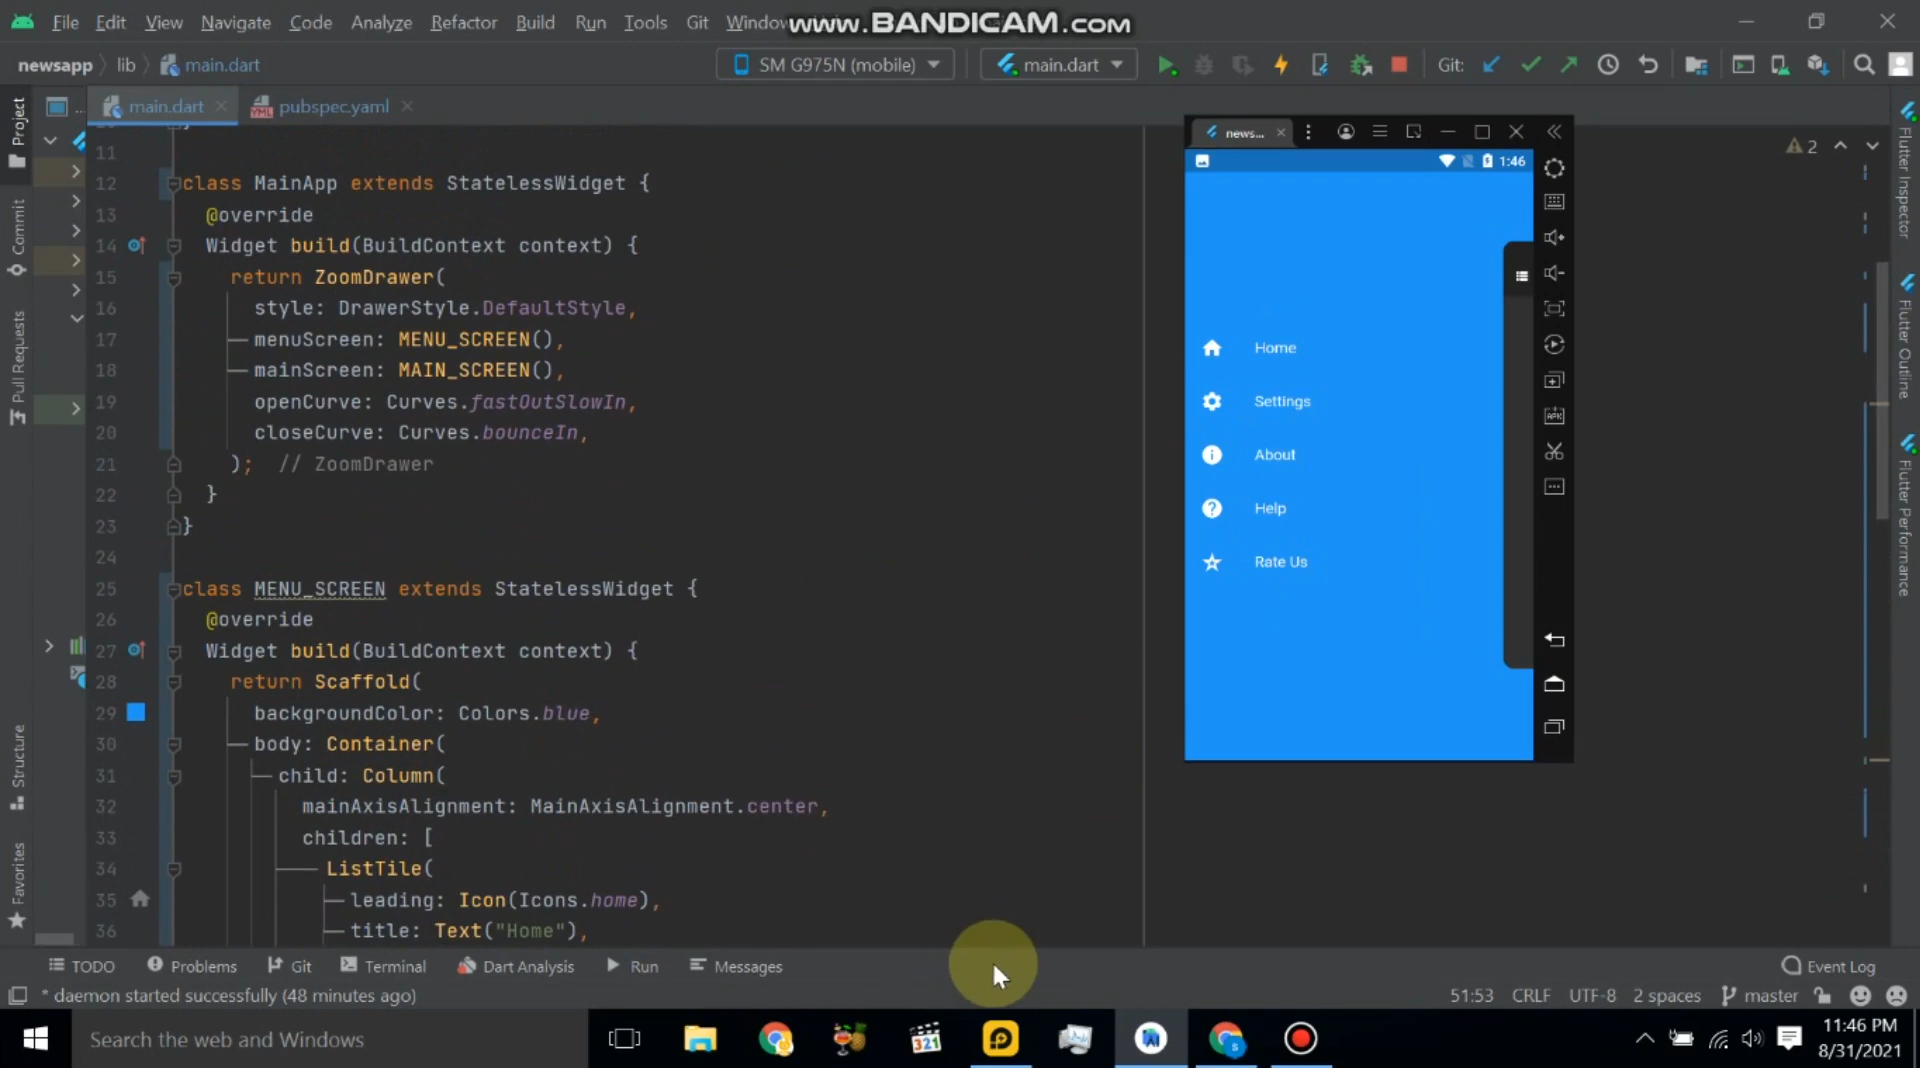 File Edit View Navigate Code Analyze Refactor Build Run Tools Git Window
www.BANDICAM.com
newsapp lib main.dart
SM G975N (mobile)
main.dart
Git:
main.dart
pubspec.yaml
Project
Commit
Pull Requests
Structure
Favorites
11
12 class MainApp extends StatelessWidget {
13 @override
14 Widget build(BuildContext context) {
15 return ZoomDrawer(
16 style: DrawerStyle.DefaultStyle,
17 menuScreen: MENU_SCREEN(),
18 mainScreen: MAIN_SCREEN(),
19 openCurve: Curves.fastOutSlowIn,
20 closeCurve: Curves.bounceIn,
21 ); // ZoomDrawer
22 }
23 }
24
25 class MENU_SCREEN extends StatelessWidget {
26 @override
27 Widget build(BuildContext context) {
28 return Scaffold(
29 backgroundColor: Colors.blue,
30 body: Container(
31 child: Column(
32 mainAxisAlignment: MainAxisAlignment.center,
33 children: [
34 ListTile(
35 leading: Icon(Icons.home),
36 title: Text("Home"),
2
news...
1:46
Home
Settings
About
Help
Rate Us
APK
Flutter Inspector
Flutter Outline
Flutter Performance
TODO Problems Git Terminal Dart Analysis Run Messages
Event Log
* daemon started successfully (48 minutes ago)
51:53 CRLF UTF-8 2 spaces master
Search the web and Windows
321
11:46 PM
8/31/2021